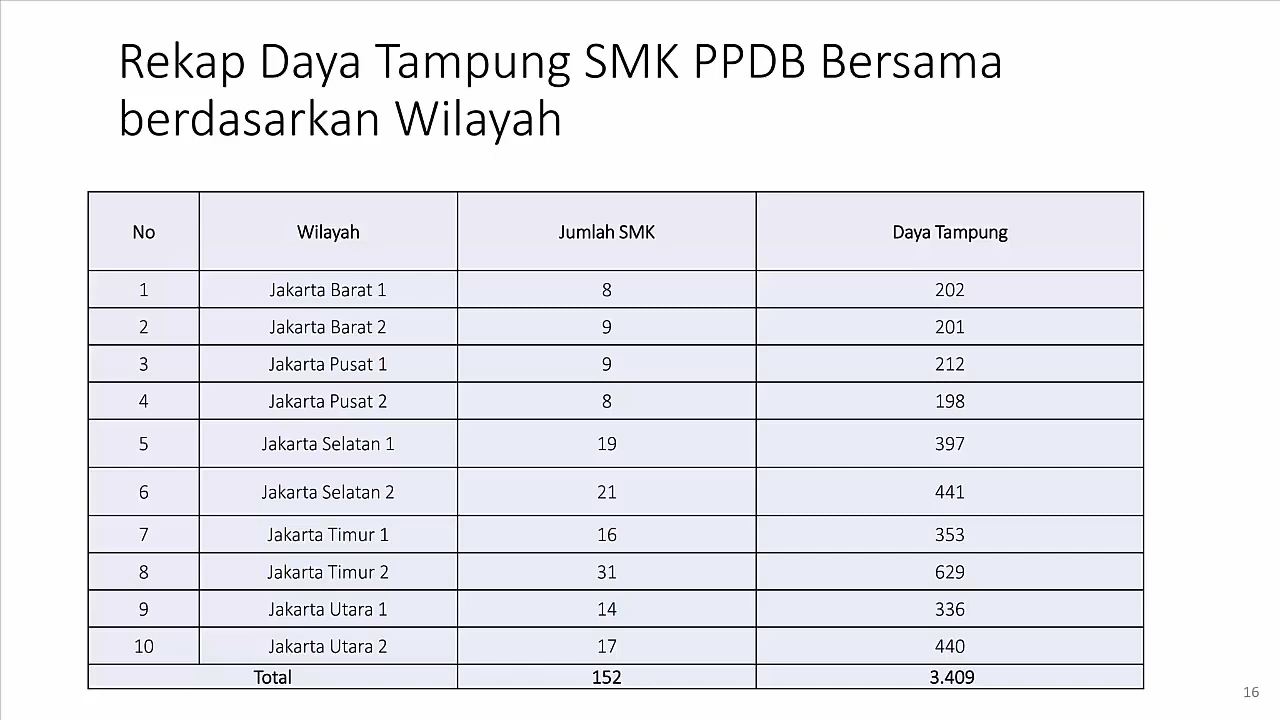 Rekap Daya Tampung SMK PPDB Bersama
berdasarkan Wilayah
No Wilayah Jumlah SMK Daya Tampung
1 Jakarta Barat 1 8 202
2 Jakarta Barat 2 9 201
3 Jakarta Pusat 1 9 212
4 Jakarta Pusat 2 8 198
5 Jakarta Selatan 1 19 397
6 Jakarta Selatan 2 21 441
7 Jakarta Timur 1 16 353
8 Jakarta Timur 2 31 629
9 Jakarta Utara 1 14 336
10 Jakarta Utara 2 17 440
Total 152 3.409
16